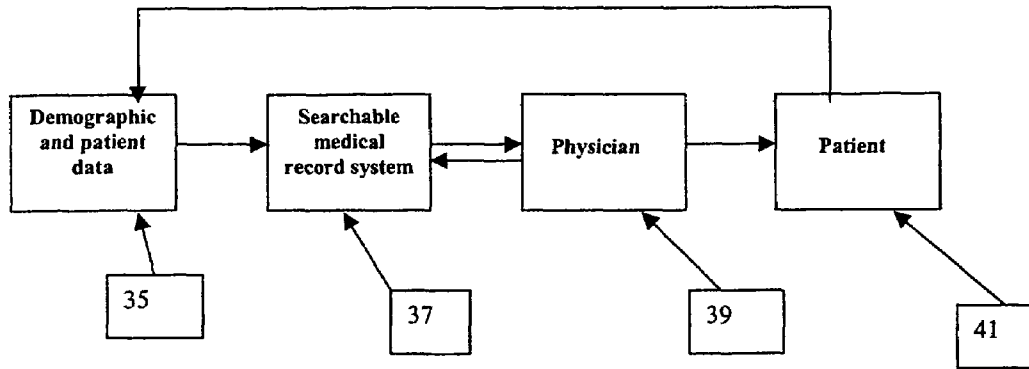 Demographic
and patient
data
Searchable
medical
record system
Physician
Patient
35
37
39
41